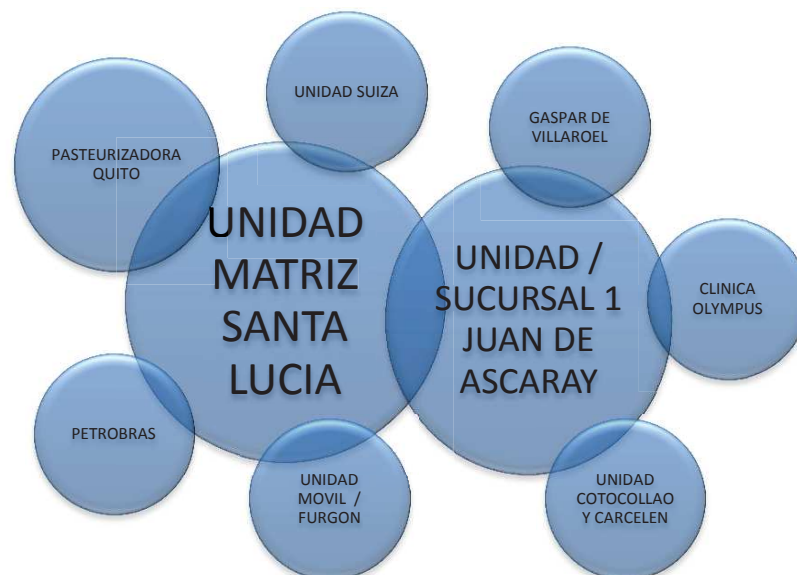 UNIDAD SUIZA
GASPAR DE
VILLAROEL
PASTEURIZADORA
QUITO
UNIDAD
MATRIZ
SANTA
LUCIA
UNIDAD /
SUCURSAL 1
JUAN DE
ASCARAY
CLINICA
OLYMPUS
PETROBRAS
UNIDAD
MOVIL /
FURGON
UNIDAD
COTOCOLLAO
Y CARCELEN